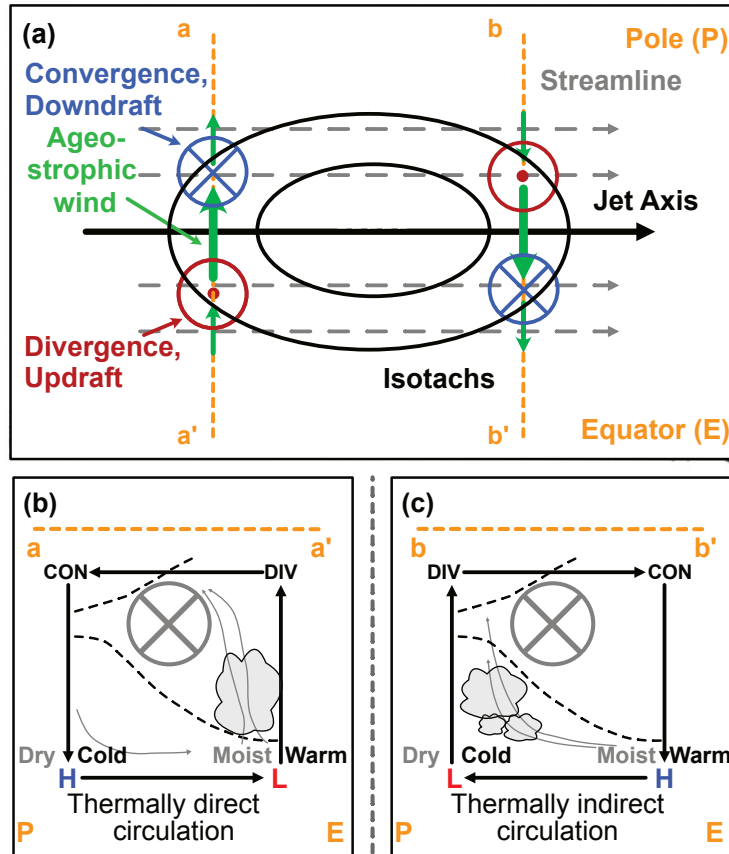 (a)
a
b
Pole (P)
Convergence,
Downdraft
Streamline
Ageo-
strophic
wind
Jet Axis
Divergence,
Updraft
Isotachs
a'
b'
Equator (E)
(b)
a
a'
CON
DIV
Dry
Cold
Moist
Warm
H
L
Thermally direct
circulation
P
E
(c)
b
b'
DIV
CON
Dry
Cold
Moist
Warm
L
H
Thermally indirect
circulation
P
E